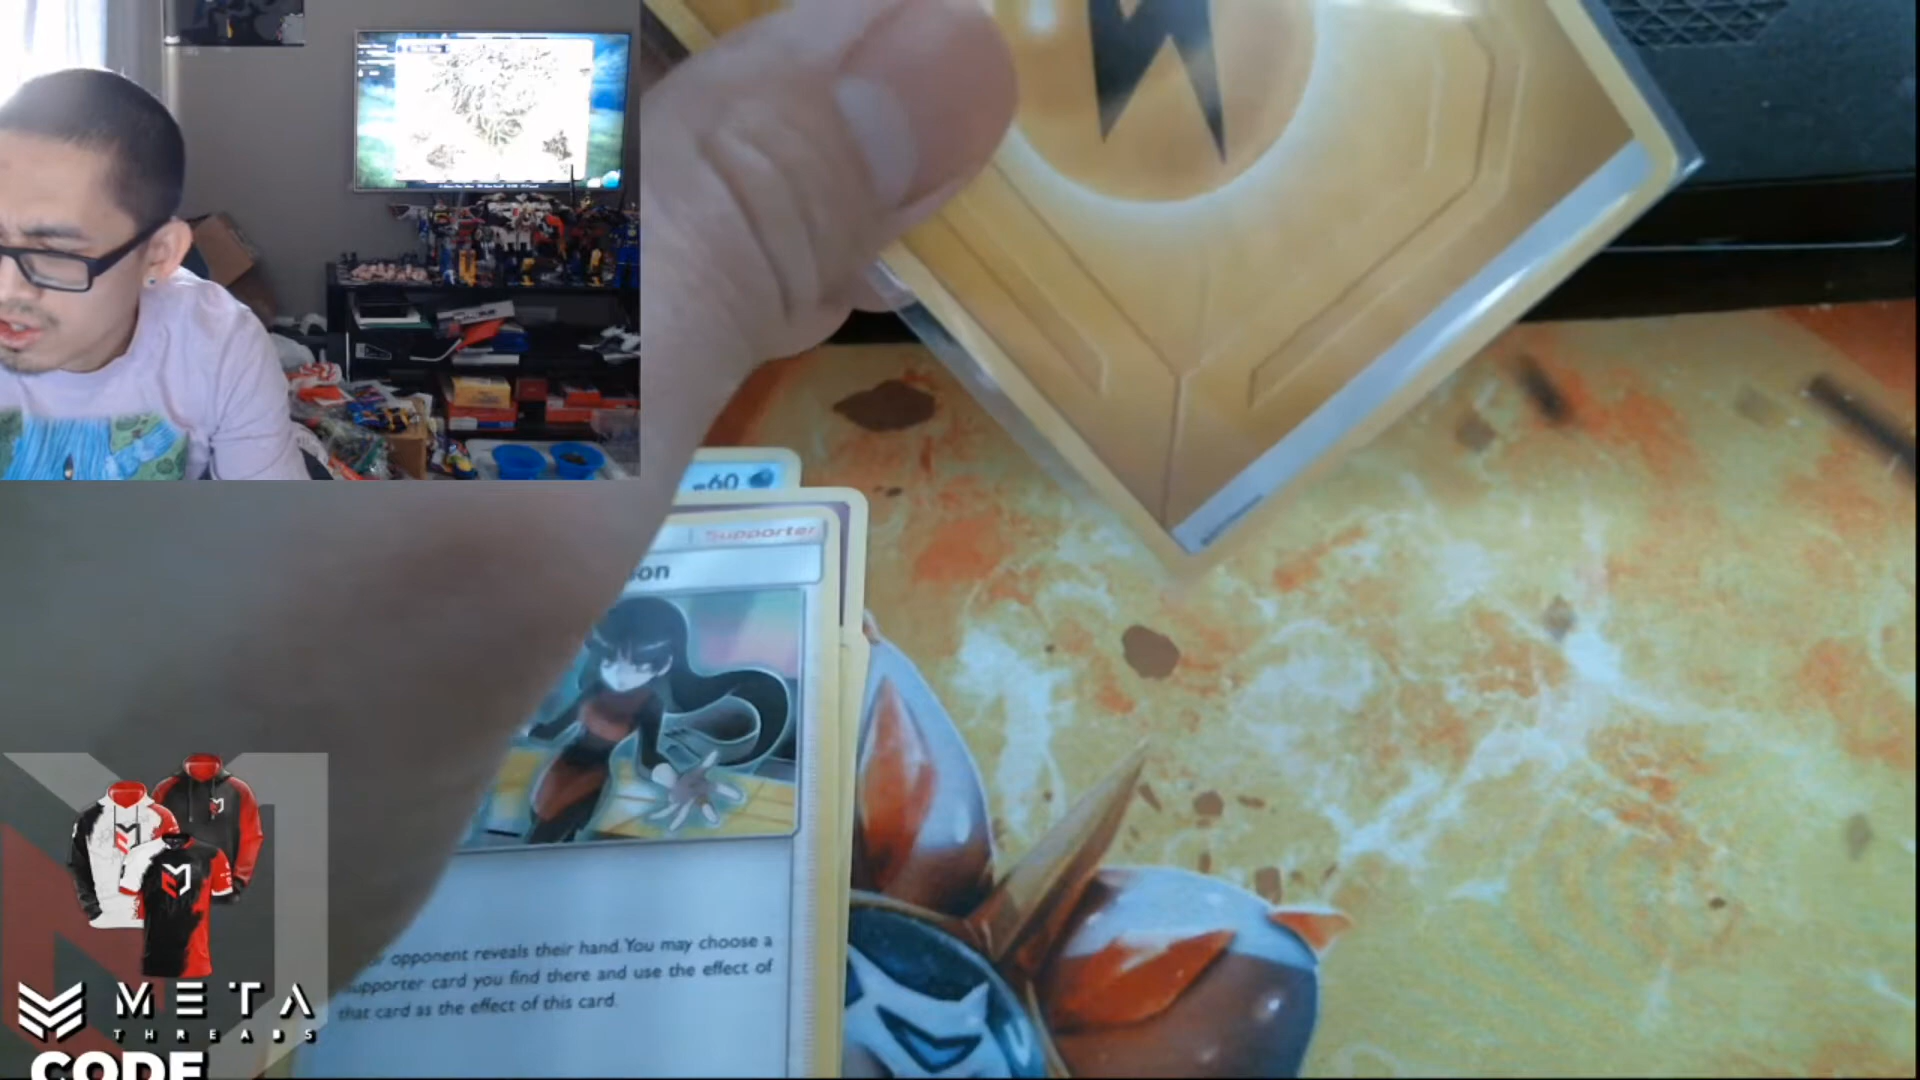 60
Supporter
on
opponent reveals their hand. You may choose a
upporter card you find there and use the effect of
that card as the effect of this card.
META
THREADS
CODE